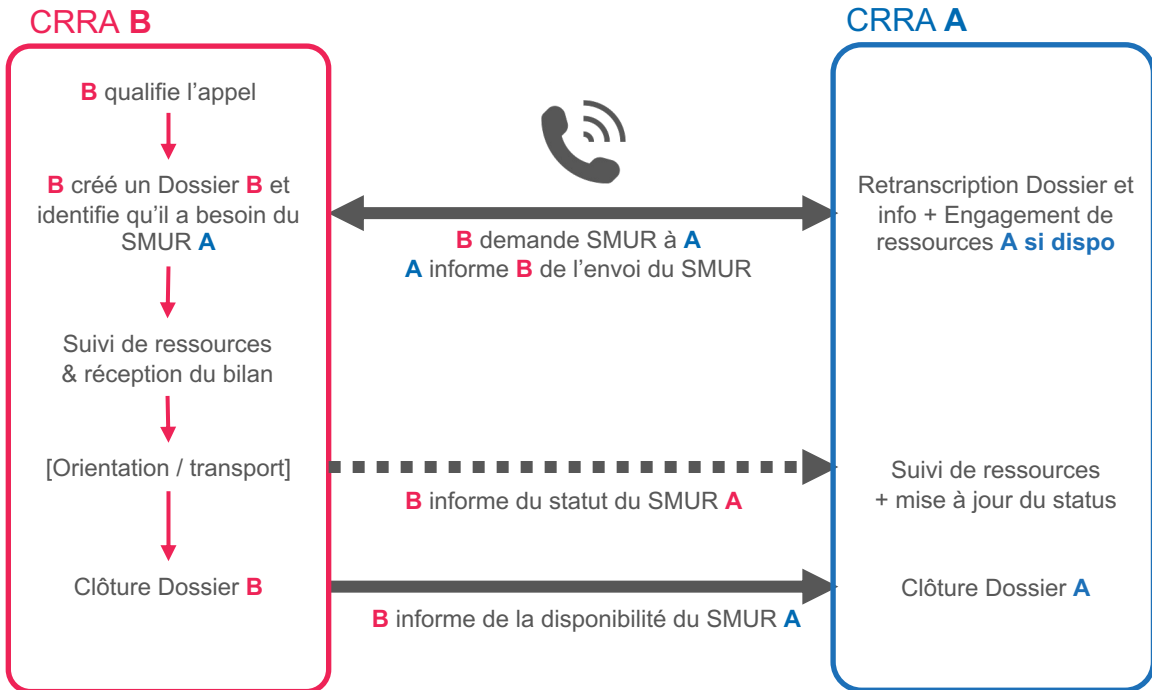 CRRA B
CRRA A
B qualifie l'appel
B créé un Dossier B et
identifie qu'il a besoin du
SMUR A
B demande SMUR à A
A informe B de l'envoi du SMUR
Retranscription Dossier et
info + Engagement de
ressources A si dispo
Suivi de ressources
& réception du bilan
[Orientation / transport]
B informe du statut du SMUR A
Suivi de ressources
+ mise à jour du status
Clôture Dossier B
B informe de la disponibilité du SMUR A
Clôture Dossier A